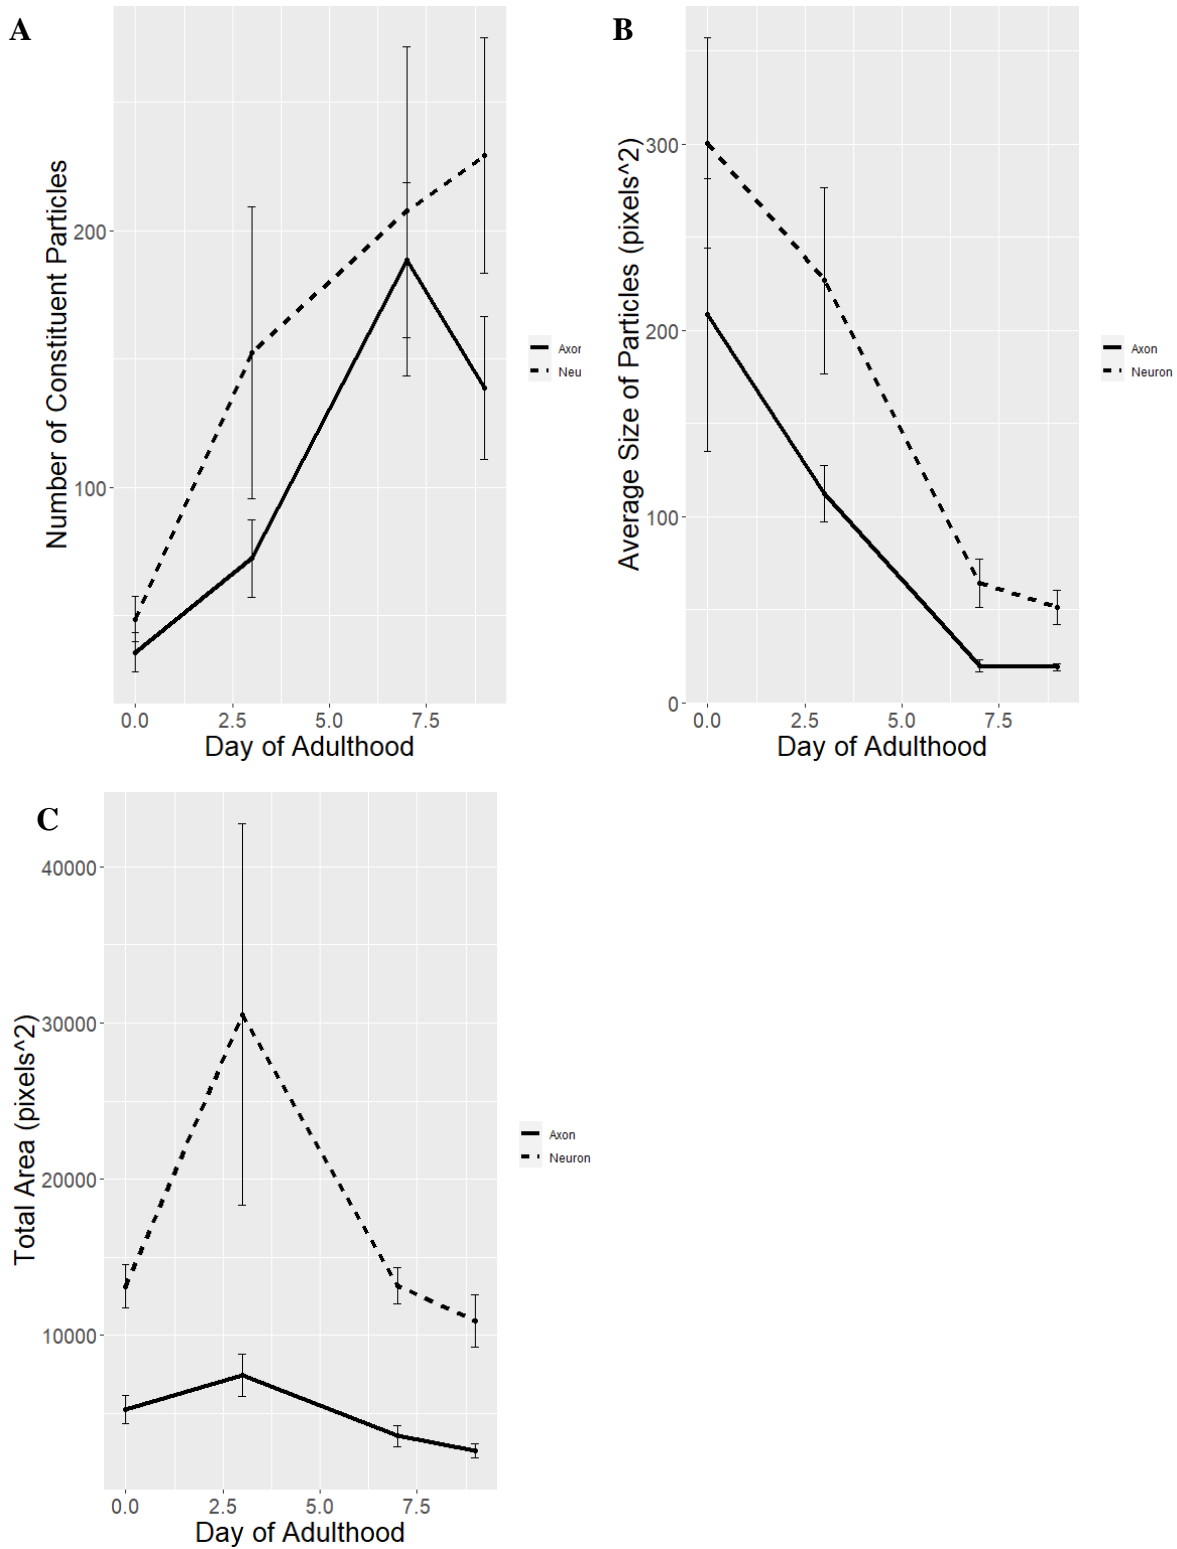 A
Number of Constituent Particles
200
100
0.0 2.5 5.0 7.5
Day of Adulthood
Axor
Neu
B
Average Size of Particles (pixels^2)
300
200
100
0
0.0 2.5 5.0 7.5
Day of Adulthood
Axon
Neuron
C
Total Area (pixels^2)
40000
30000
20000
10000
0.0 2.5 5.0 7.5
Day of Adulthood
Axon
Neuron